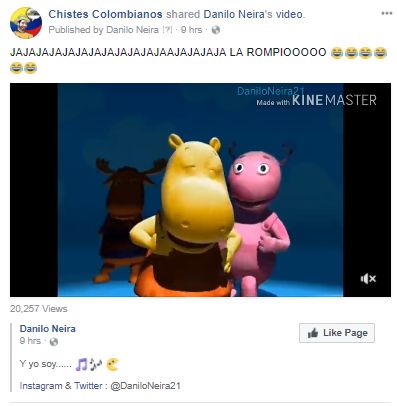 Chistes Colombianos shared Danilo Neira's video.
Published by Danilo Neira [?] · 9 hrs ·
JAJAJAJAJAJAJAJAJAJAJAJAJAAJAJAJAJA LA ROMPIOOOOO 😂😂😂😂
😂😂
DaniloNeira21
Made with KINEMASTER
20,257 Views
Danilo Neira
9 hrs ·
Like Page
Y yo soy...... 🎵🎶
Instagram & Twitter : @DaniloNeira21